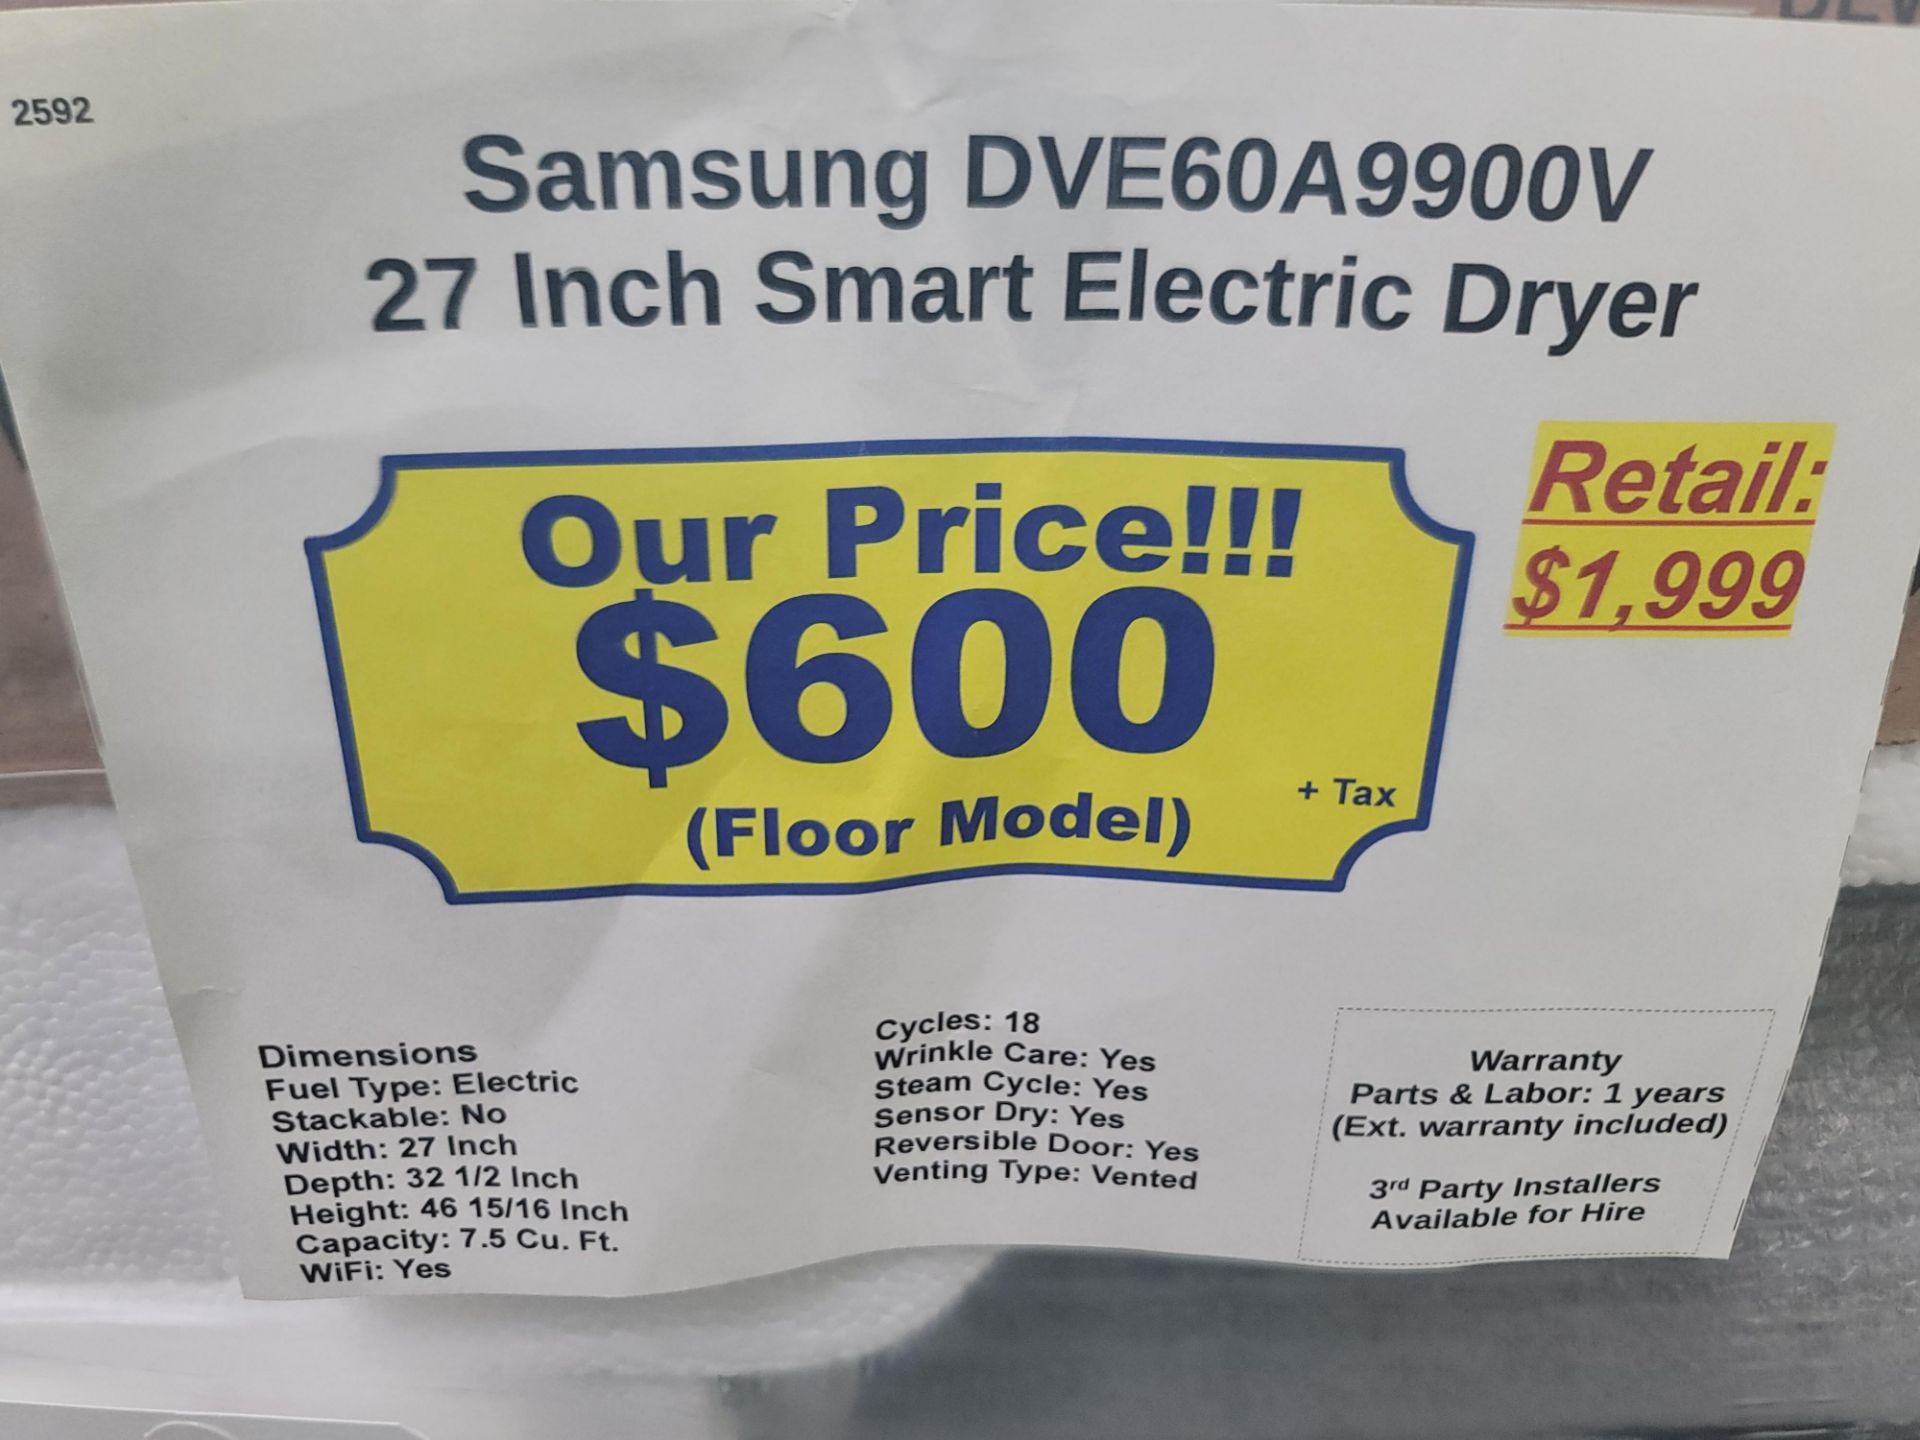 2592
Samsung DVE60A9900V
27 Inch Smart Electric Dryer
Our Price!!!
$600
(Floor Model)
+ Tax
Retail:
$1,999
Dimensions
Fuel Type: Electric
Stackable: No
Width: 27 Inch
Depth: 32 1/2 Inch
Height: 46 15/16 Inch
Capacity: 7.5 Cu. Ft.
WiFi: Yes
Cycles: 18
Wrinkle Care: Yes
Steam Cycle: Yes
Sensor Dry: Yes
Reversible Door: Yes
Venting Type: Vented
Warranty
Parts & Labor: 1 years
(Ext. warranty included)
3rd Party Installers
Available for Hire